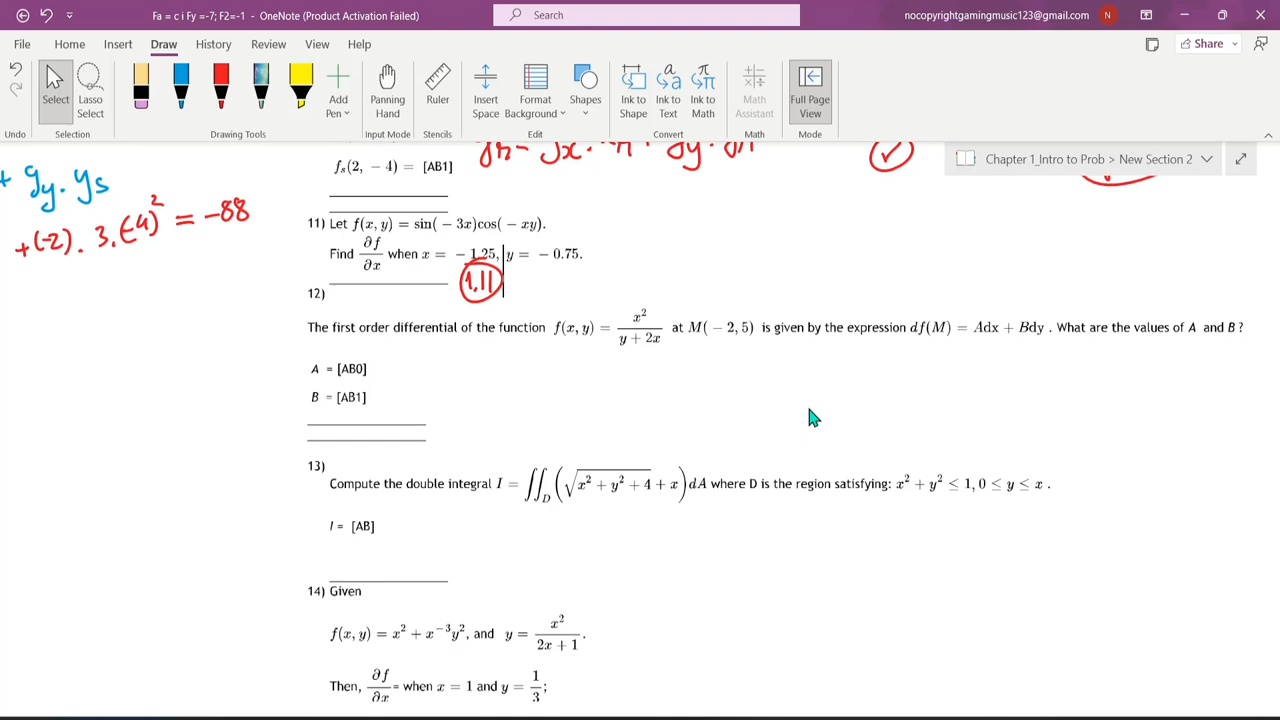 Fa = c i Fy =-7; F2=-1 - OneNote (Product Activation Failed)
Search
nocopyrightgamingmusic123@gmail.com
N
File Home Insert Draw History Review View Help
Share
Select
Lasso Select
Add Pen
Panning Hand
Ruler
Insert Space
Format Background
Shapes
Ink to Shape
Ink to Text
Ink to Math
Math Assistant
Full Page View
Undo Selection Drawing Tools Input Mode Stencils Edit Convert Math Mode
Chapter 1_Intro to Prob > New Section 2
+ gy. ys
+(-2). 3.(-4)² = -88
f_s(2, − 4) = [AB1]
11) Let f(x, y) = sin( − 3x)cos( − xy).
Find ∂f/∂x when x = − 1.25, y = − 0.75.
1.11
12)
The first order differential of the function f(x, y) = x²/(y + 2x) at M( − 2, 5) is given by the expression df(M) = Adx + Bdy . What are the values of A and B ?
A = [AB0]
B = [AB1]
13)
Compute the double integral I = ∬_D (√(x² + y² + 4) + x) dA where D is the region satisfying: x² + y² ≤ 1, 0 ≤ y ≤ x .
I = [AB]
14) Given
f(x, y) = x² + x⁻³y², and y = x²/(2x + 1).
Then, ∂f/∂x = when x = 1 and y = 1/3;